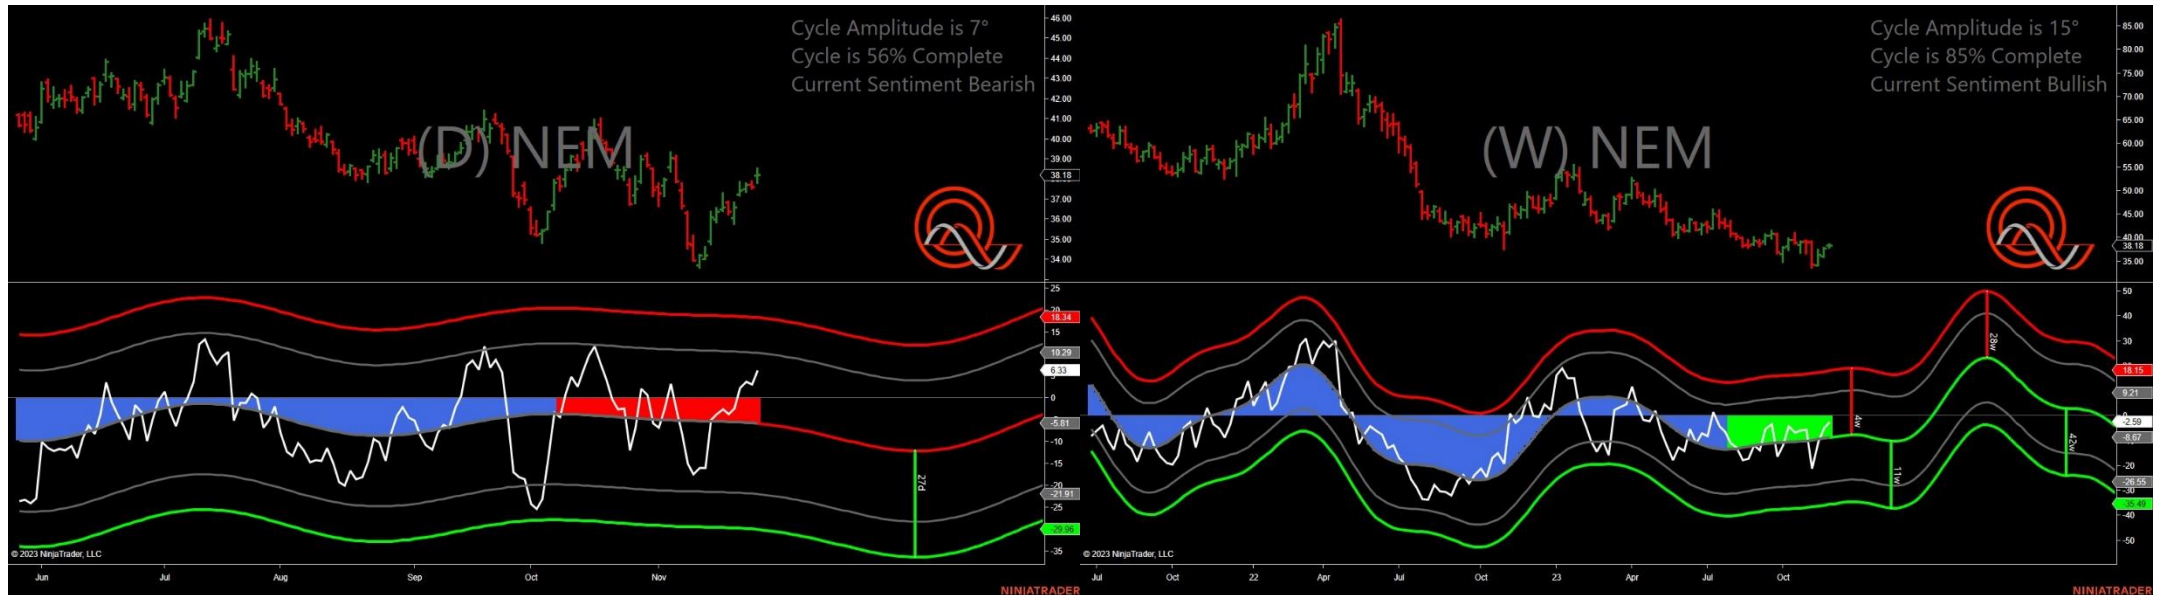 Cycle Amplitude is 7°
Cycle is 56% Complete
Current Sentiment Bearish
(D) NEM
46.00
45.00
44.00
43.00
42.00
41.00
40.00
39.00
38.18
37.00
36.00
35.00
34.00
25
18.34
15
10.29
6.33
0
-5.81
-10
-15
-20
-21.91
-25
-29.96
-35
27d
© 2023 NinjaTrader, LLC
Jun Jul Aug Sep Oct Nov
NINJATRADER
Cycle Amplitude is 15°
Cycle is 85% Complete
Current Sentiment Bullish
(W) NEM
85.00
80.00
75.00
70.00
65.00
60.00
55.00
50.00
45.00
40.00
38.18
35.00
50
40
30
18.15
9.21
-2.59
-8.67
-20
-26.55
-30
-35.49
-40
-50
4w
11w
28w
42w
© 2023 NinjaTrader, LLC
Jul Oct 22 Apr Jul Oct 23 Apr Jul Oct
NINJATRADER